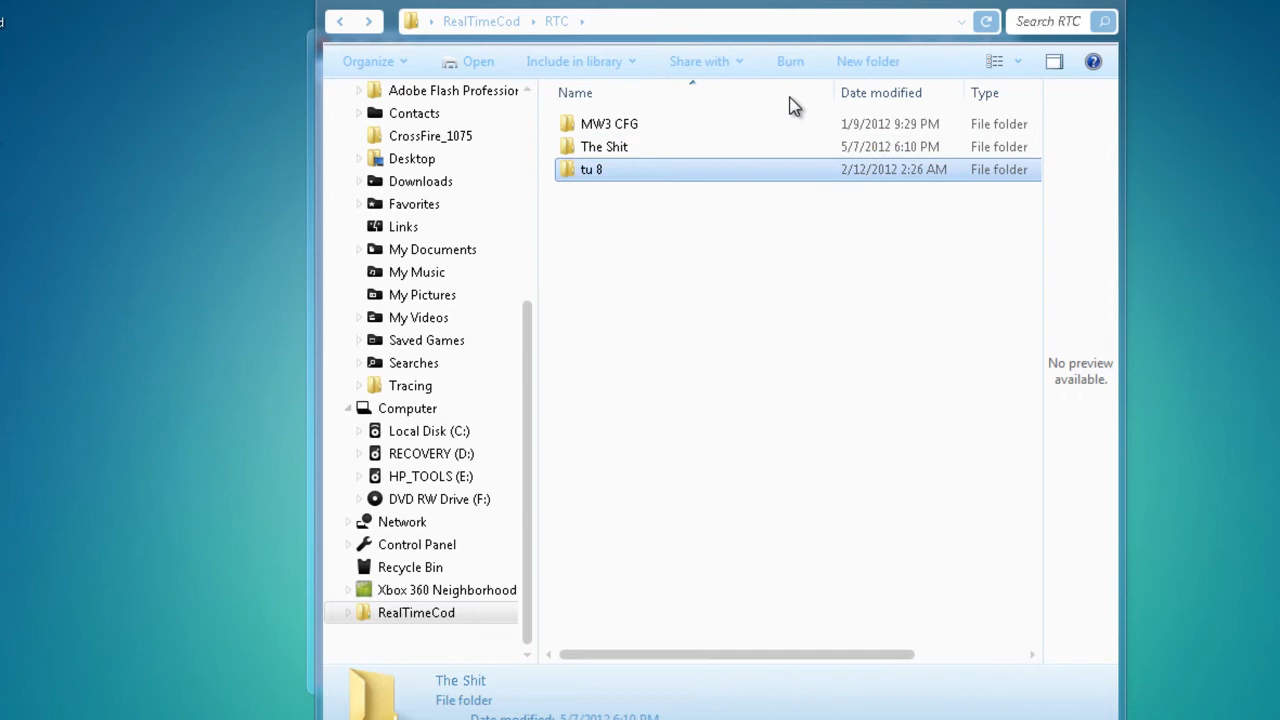 d
RealTimeCod RTC Search RTC
Organize Open Include in library Share with Burn New folder
Name Date modified Type
MW3 CFG 1/9/2012 9:29 PM File folder
The Shit 5/7/2012 6:10 PM File folder
tu 8 2/12/2012 2:26 AM File folder
Adobe Flash Profession
Contacts
CrossFire_1075
Desktop
Downloads
Favorites
Links
My Documents
My Music
My Pictures
My Videos
Saved Games
Searches
Tracing
Computer
Local Disk (C:)
RECOVERY (D:)
HP_TOOLS (E:)
DVD RW Drive (F:)
Network
Control Panel
Recycle Bin
Xbox 360 Neighborhood
RealTimeCod
No preview
available.
The Shit
File folder
Date modified: 5/7/2012 6:10 PM